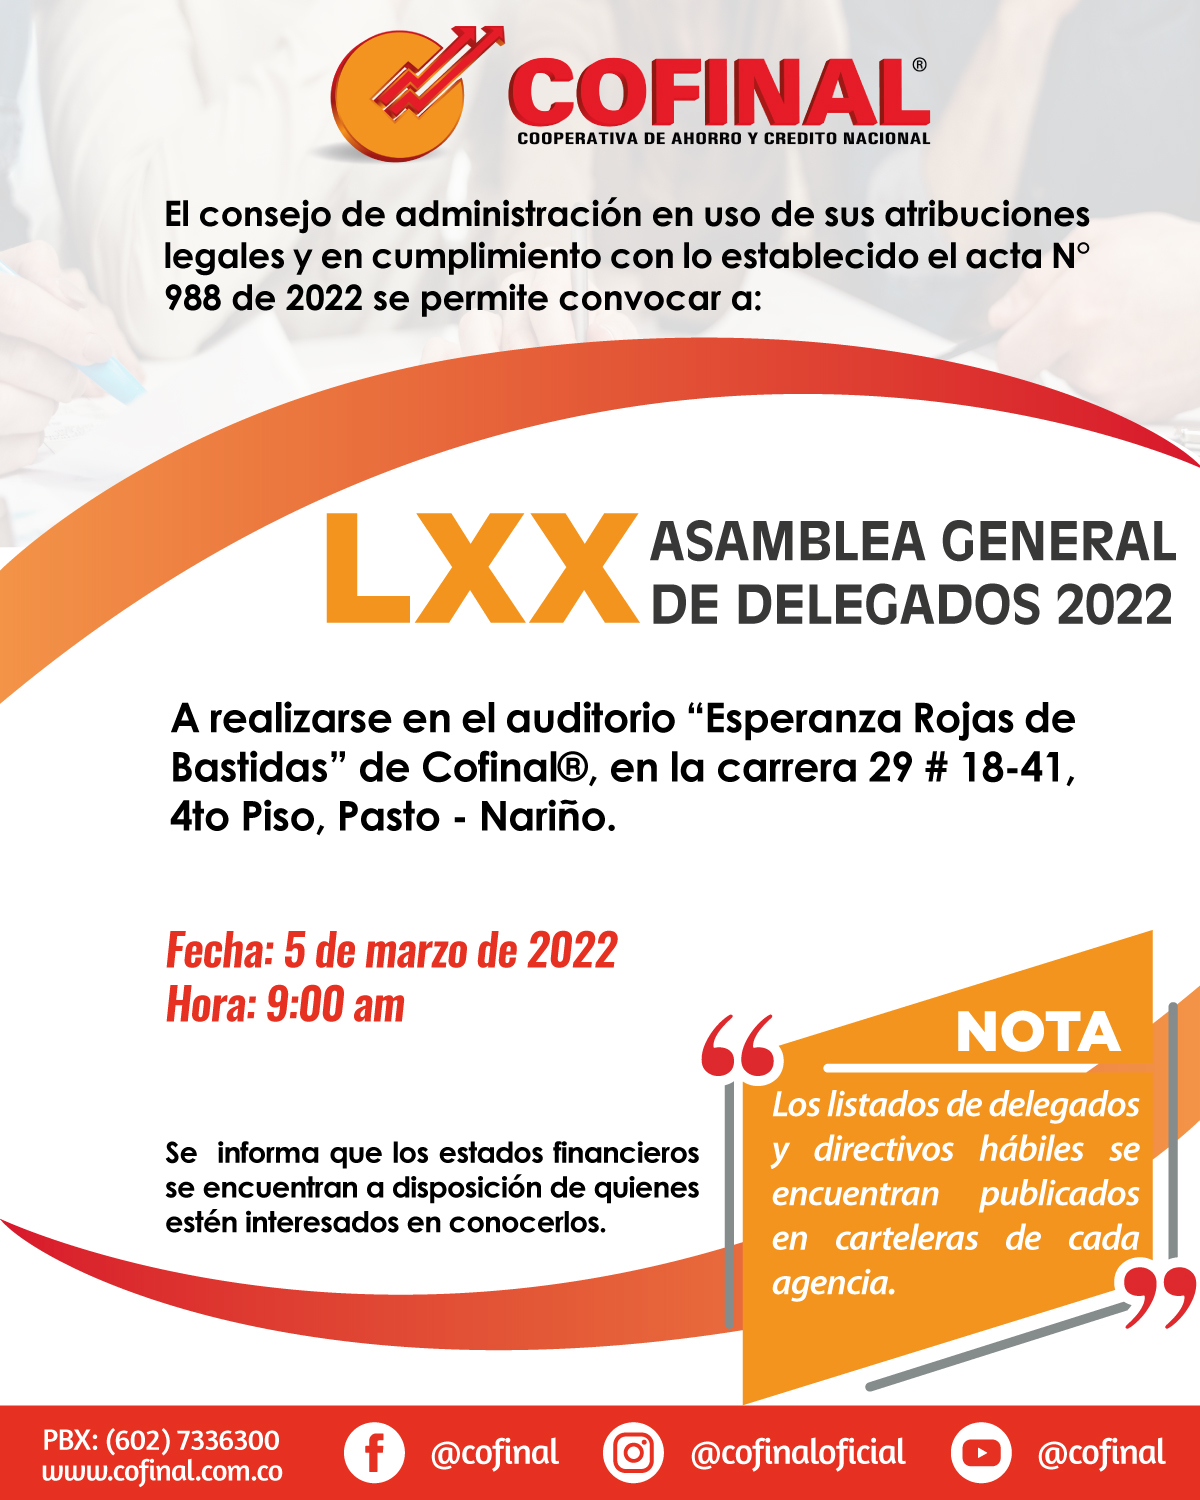 COFINAL®
COOPERATIVA DE AHORRO Y CREDITO NACIONAL
El consejo de administración en uso de sus atribuciones
legales y en cumplimiento con lo establecido el acta N°
988 de 2022 se permite convocar a:
LXX ASAMBLEA GENERAL
DE DELEGADOS 2022
A realizarse en el auditorio “Esperanza Rojas de
Bastidas” de Cofinal®, en la carrera 29 # 18-41,
4to Piso, Pasto - Nariño.
Fecha: 5 de marzo de 2022
Hora: 9:00 am
Se informa que los estados financieros
se encuentran a disposición de quienes
estén interesados en conocerlos.
“
NOTA
Los listados de delegados
y directivos hábiles se
encuentran publicados
en carteleras de cada
agencia.
”
PBX: (602) 7336300
www.cofinal.com.co
@cofinal
@cofinaloficial
@cofinal